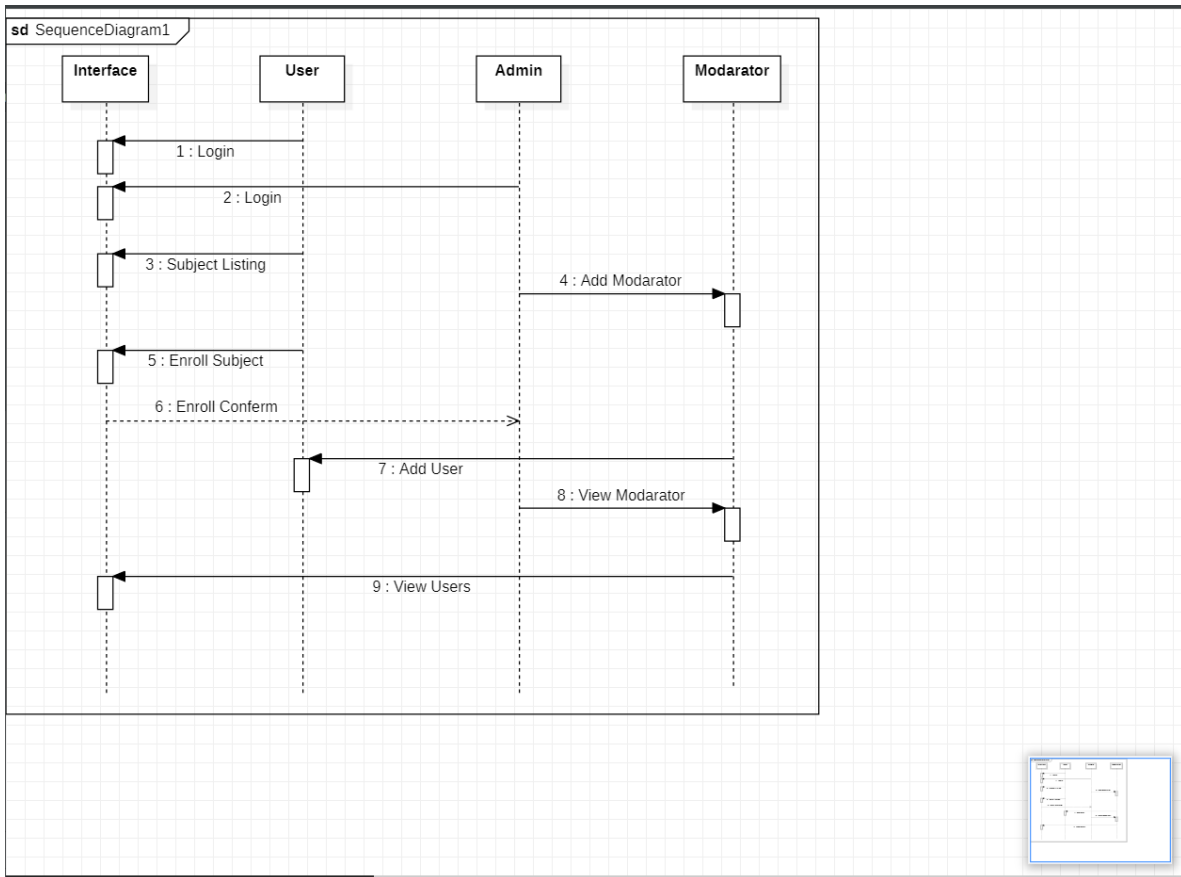 sd SequenceDiagram1
Interface
User
Admin
Modarator
1 : Login
2 : Login
3 : Subject Listing
4 : Add Modarator
5 : Enroll Subject
6 : Enroll Conferm
7 : Add User
8 : View Modarator
9 : View Users